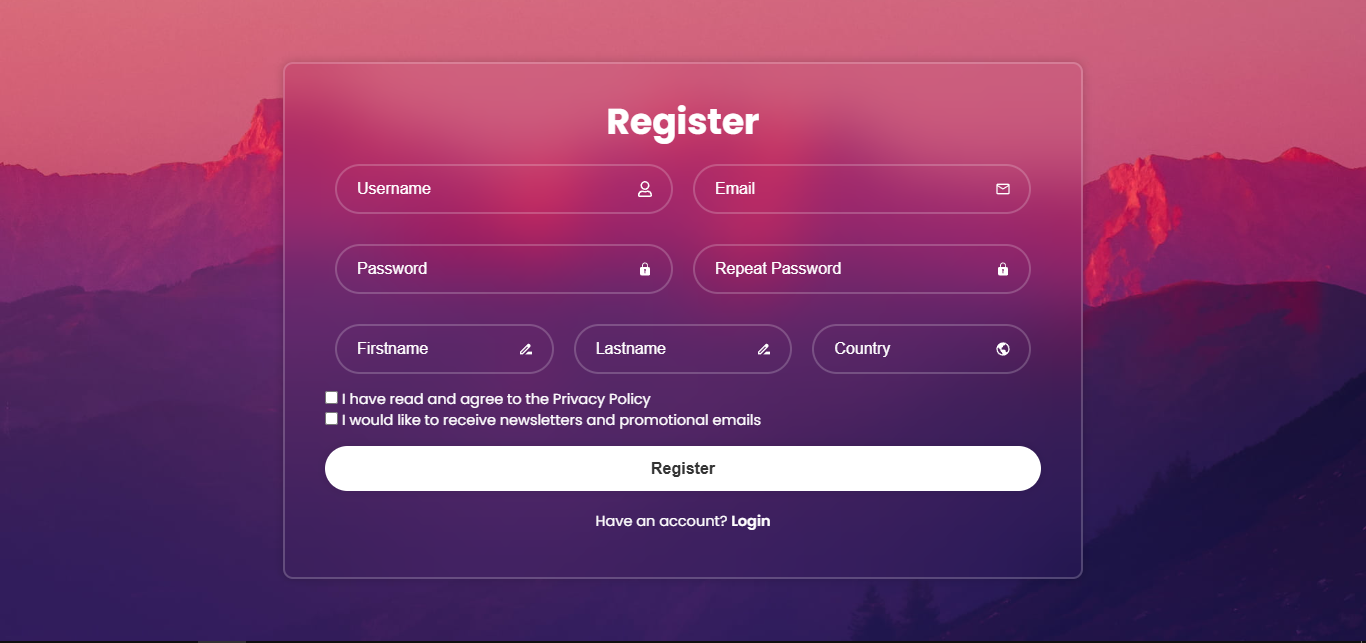 Register
Username Email
Password Repeat Password
Firstname Lastname Country
I have read and agree to the Privacy Policy
I would like to receive newsletters and promotional emails
Register
Have an account? Login